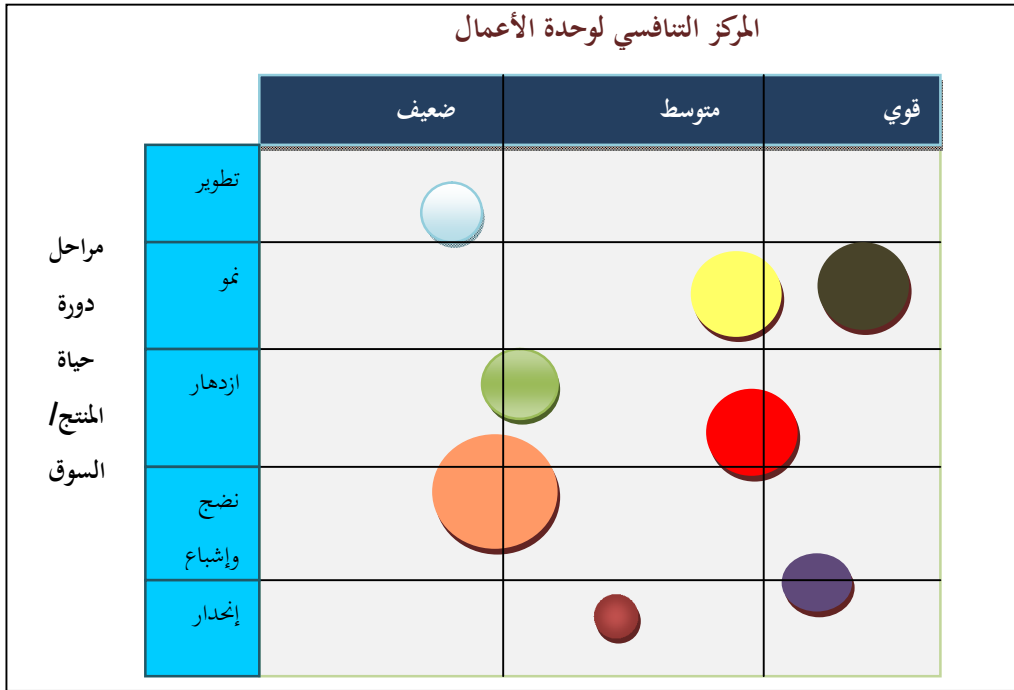 المركز التنافسي لوحدة الأعمال
قوي
متوسط
ضعيف
مراحل
دورة
حياة
المنتج/
السوق
تطوير
نمو
ازدهار
نضج
وإشباع
إنحدار